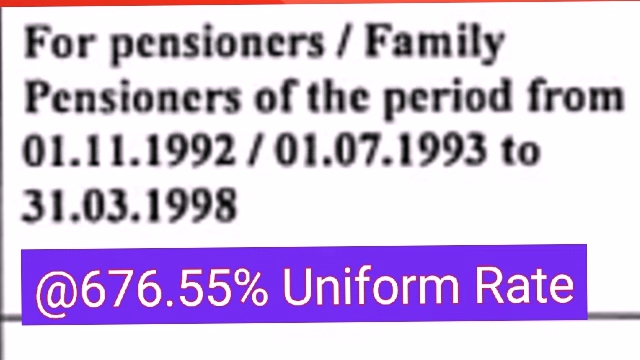 For pensioners / Family
Pensioners of the period from
01.11.1992 / 01.07.1993 to
31.03.1998
@676.55% Uniform Rate